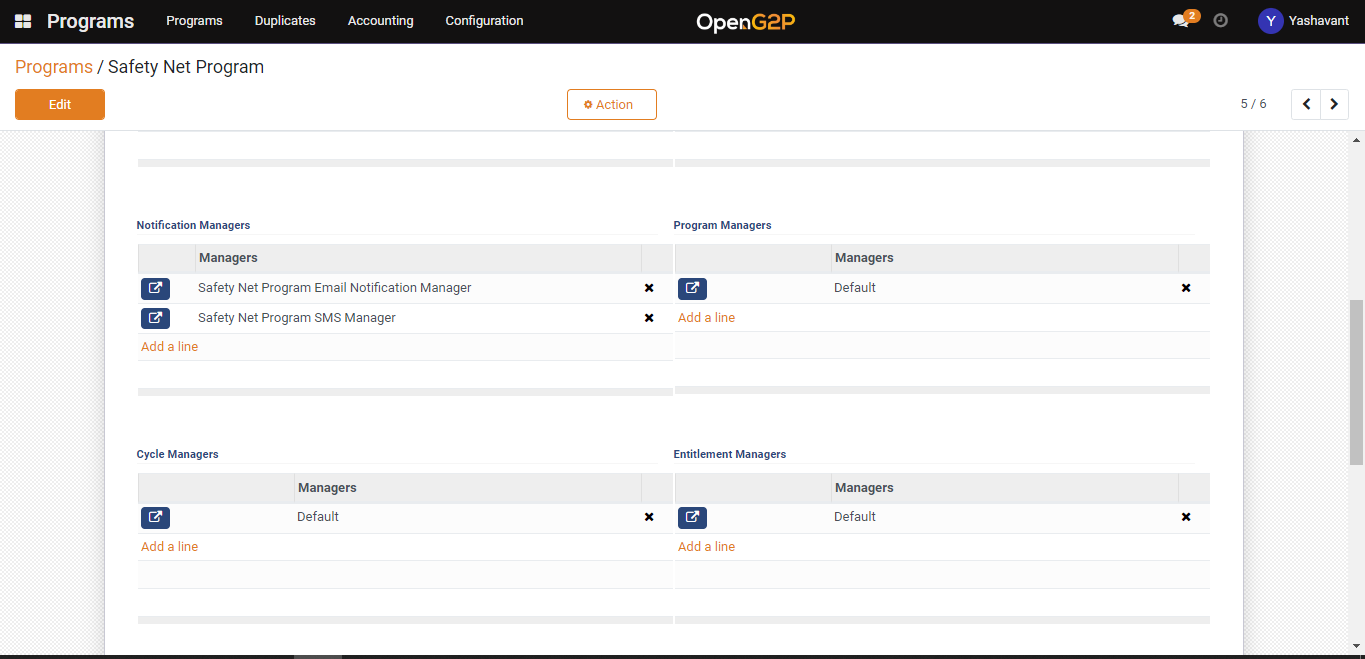 Programs Programs Duplicates Accounting Configuration OpenG2P 2 Y Yashavant
Programs / Safety Net Program
Edit Action 5 / 6
Notification Managers Program Managers
Managers Managers
Safety Net Program Email Notification Manager Default
Safety Net Program SMS Manager Add a line
Add a line
Cycle Managers Entitlement Managers
Managers Managers
Default Default
Add a line Add a line